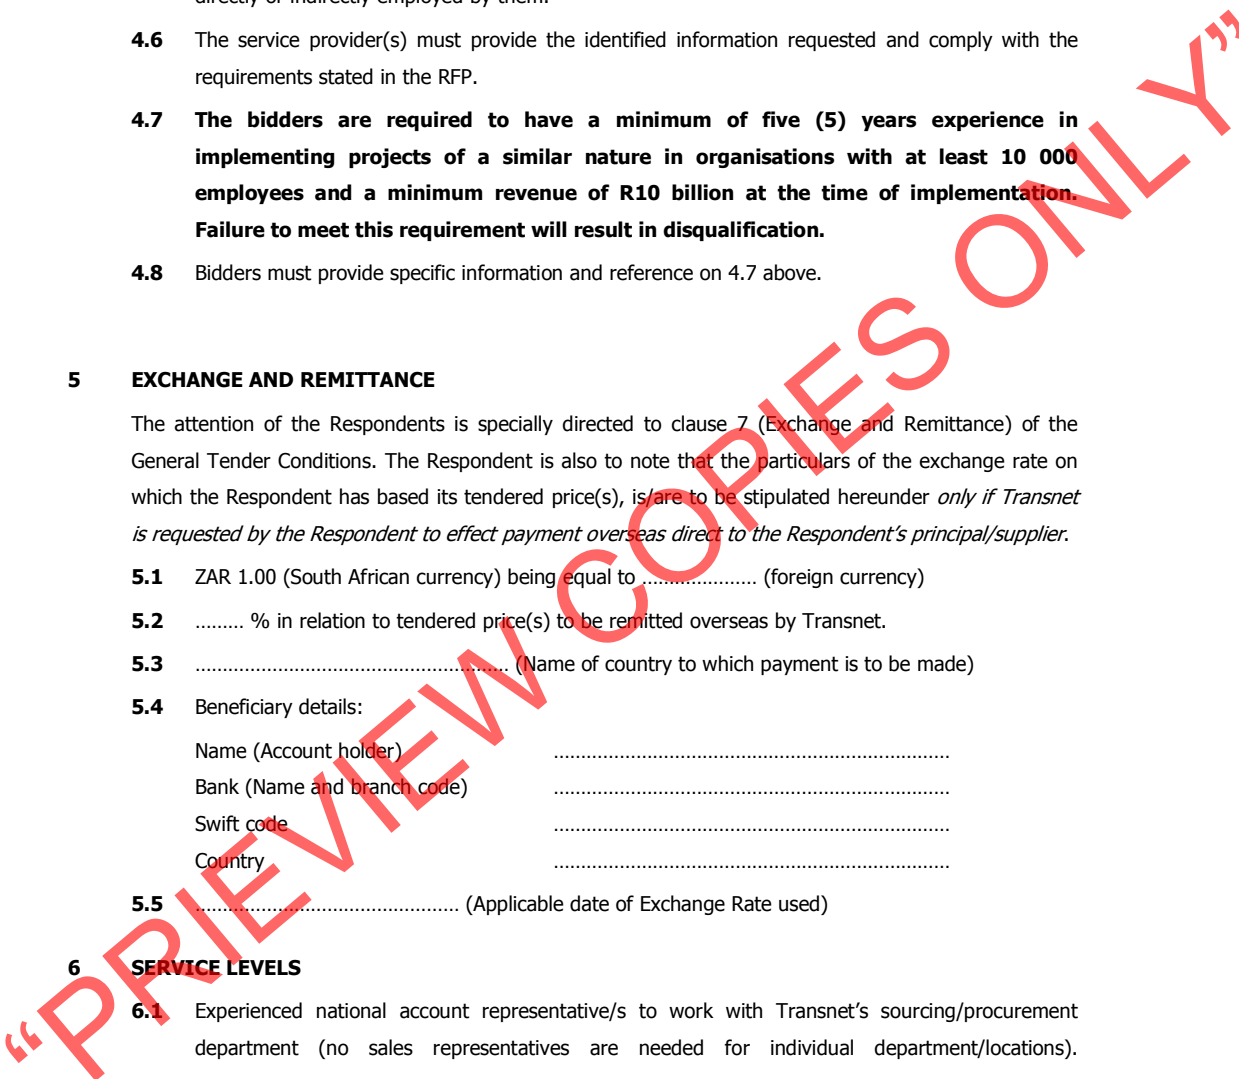 directly or indirectly employed by them.
4.6 The service provider(s) must provide the identified information requested and comply with the
requirements stated in the RFP.
4.7 The bidders are required to have a minimum of five (5) years experience in
implementing projects of a similar nature in organisations with at least 10 000
employees and a minimum revenue of R10 billion at the time of implementation.
Failure to meet this requirement will result in disqualification.
4.8 Bidders must provide specific information and reference on 4.7 above.
5 EXCHANGE AND REMITTANCE
The attention of the Respondents is specially directed to clause 7 (Exchange and Remittance) of the
General Tender Conditions. The Respondent is also to note that the particulars of the exchange rate on
which the Respondent has based its tendered price(s), is/are to be stipulated hereunder only if Transnet
is requested by the Respondent to effect payment overseas direct to the Respondent's principal/supplier.
5.1 ZAR 1.00 (South African currency) being equal to ..................... (foreign currency)
5.2 ......... % in relation to tendered price(s) to be remitted overseas by Transnet.
5.3 ......................................................... (Name of country to which payment is to be made)
5.4 Beneficiary details:
Name (Account holder) ........................................................................
Bank (Name and branch code) ........................................................................
Swift code ........................................................................
Country ........................................................................
5.5 ................................................ (Applicable date of Exchange Rate used)
6 SERVICE LEVELS
6.1 Experienced national account representative/s to work with Transnet's sourcing/procurement
department (no sales representatives are needed for individual department/locations).
“PRIEVIEW COPIES ONLY”